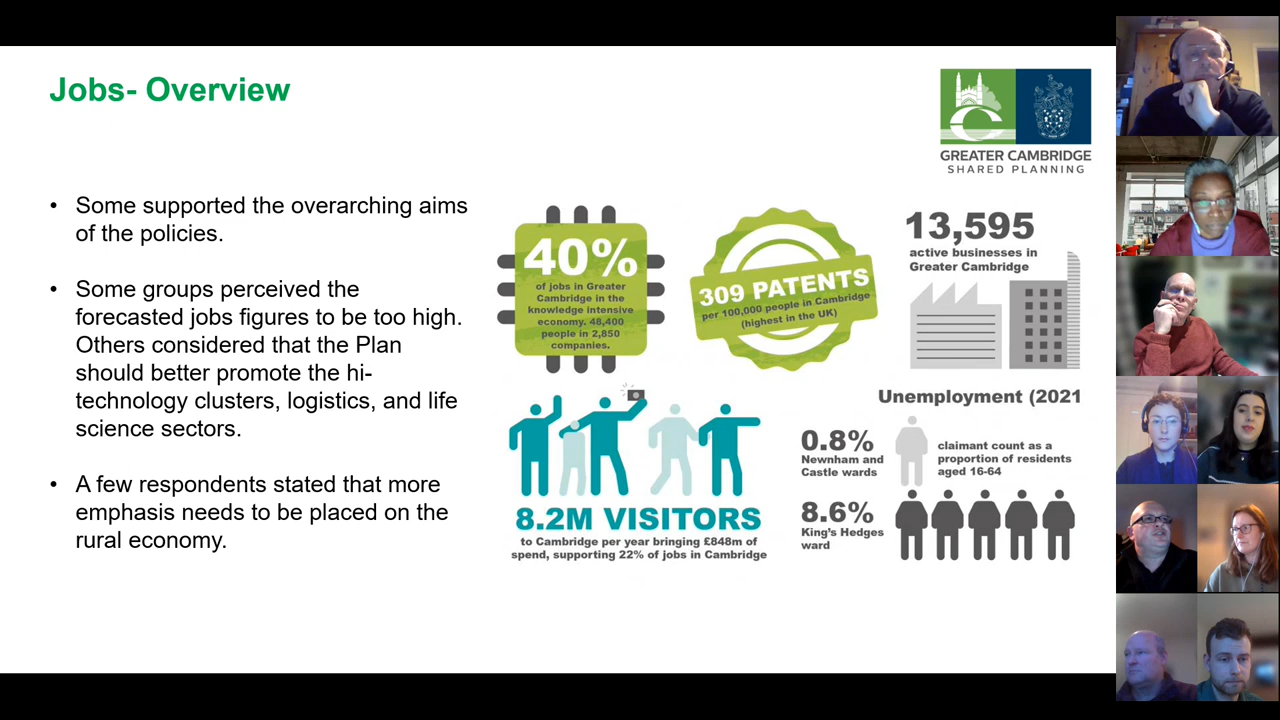 Jobs- Overview
GREATER CAMBRIDGE
SHARED PLANNING
• Some supported the overarching aims
of the policies.
• Some groups perceived the
forecasted jobs figures to be too high.
Others considered that the Plan
should better promote the hi-
technology clusters, logistics, and life
science sectors.
• A few respondents stated that more
emphasis needs to be placed on the
rural economy.
40%
of jobs in Greater
Cambridge in the
knowledge intensive
economy. 48,400
people in 2,850
companies.
309 PATENTS
per 100,000 people in Cambridge
(highest in the UK)
13,595
active businesses in
Greater Cambridge
8.2M VISITORS
to Cambridge per year bringing £848m of
spend, supporting 22% of jobs in Cambridge
Unemployment (2021
0.8%
Newnham and
Castle wards
claimant count as a
proportion of residents
aged 16-64
8.6%
King's Hedges
ward